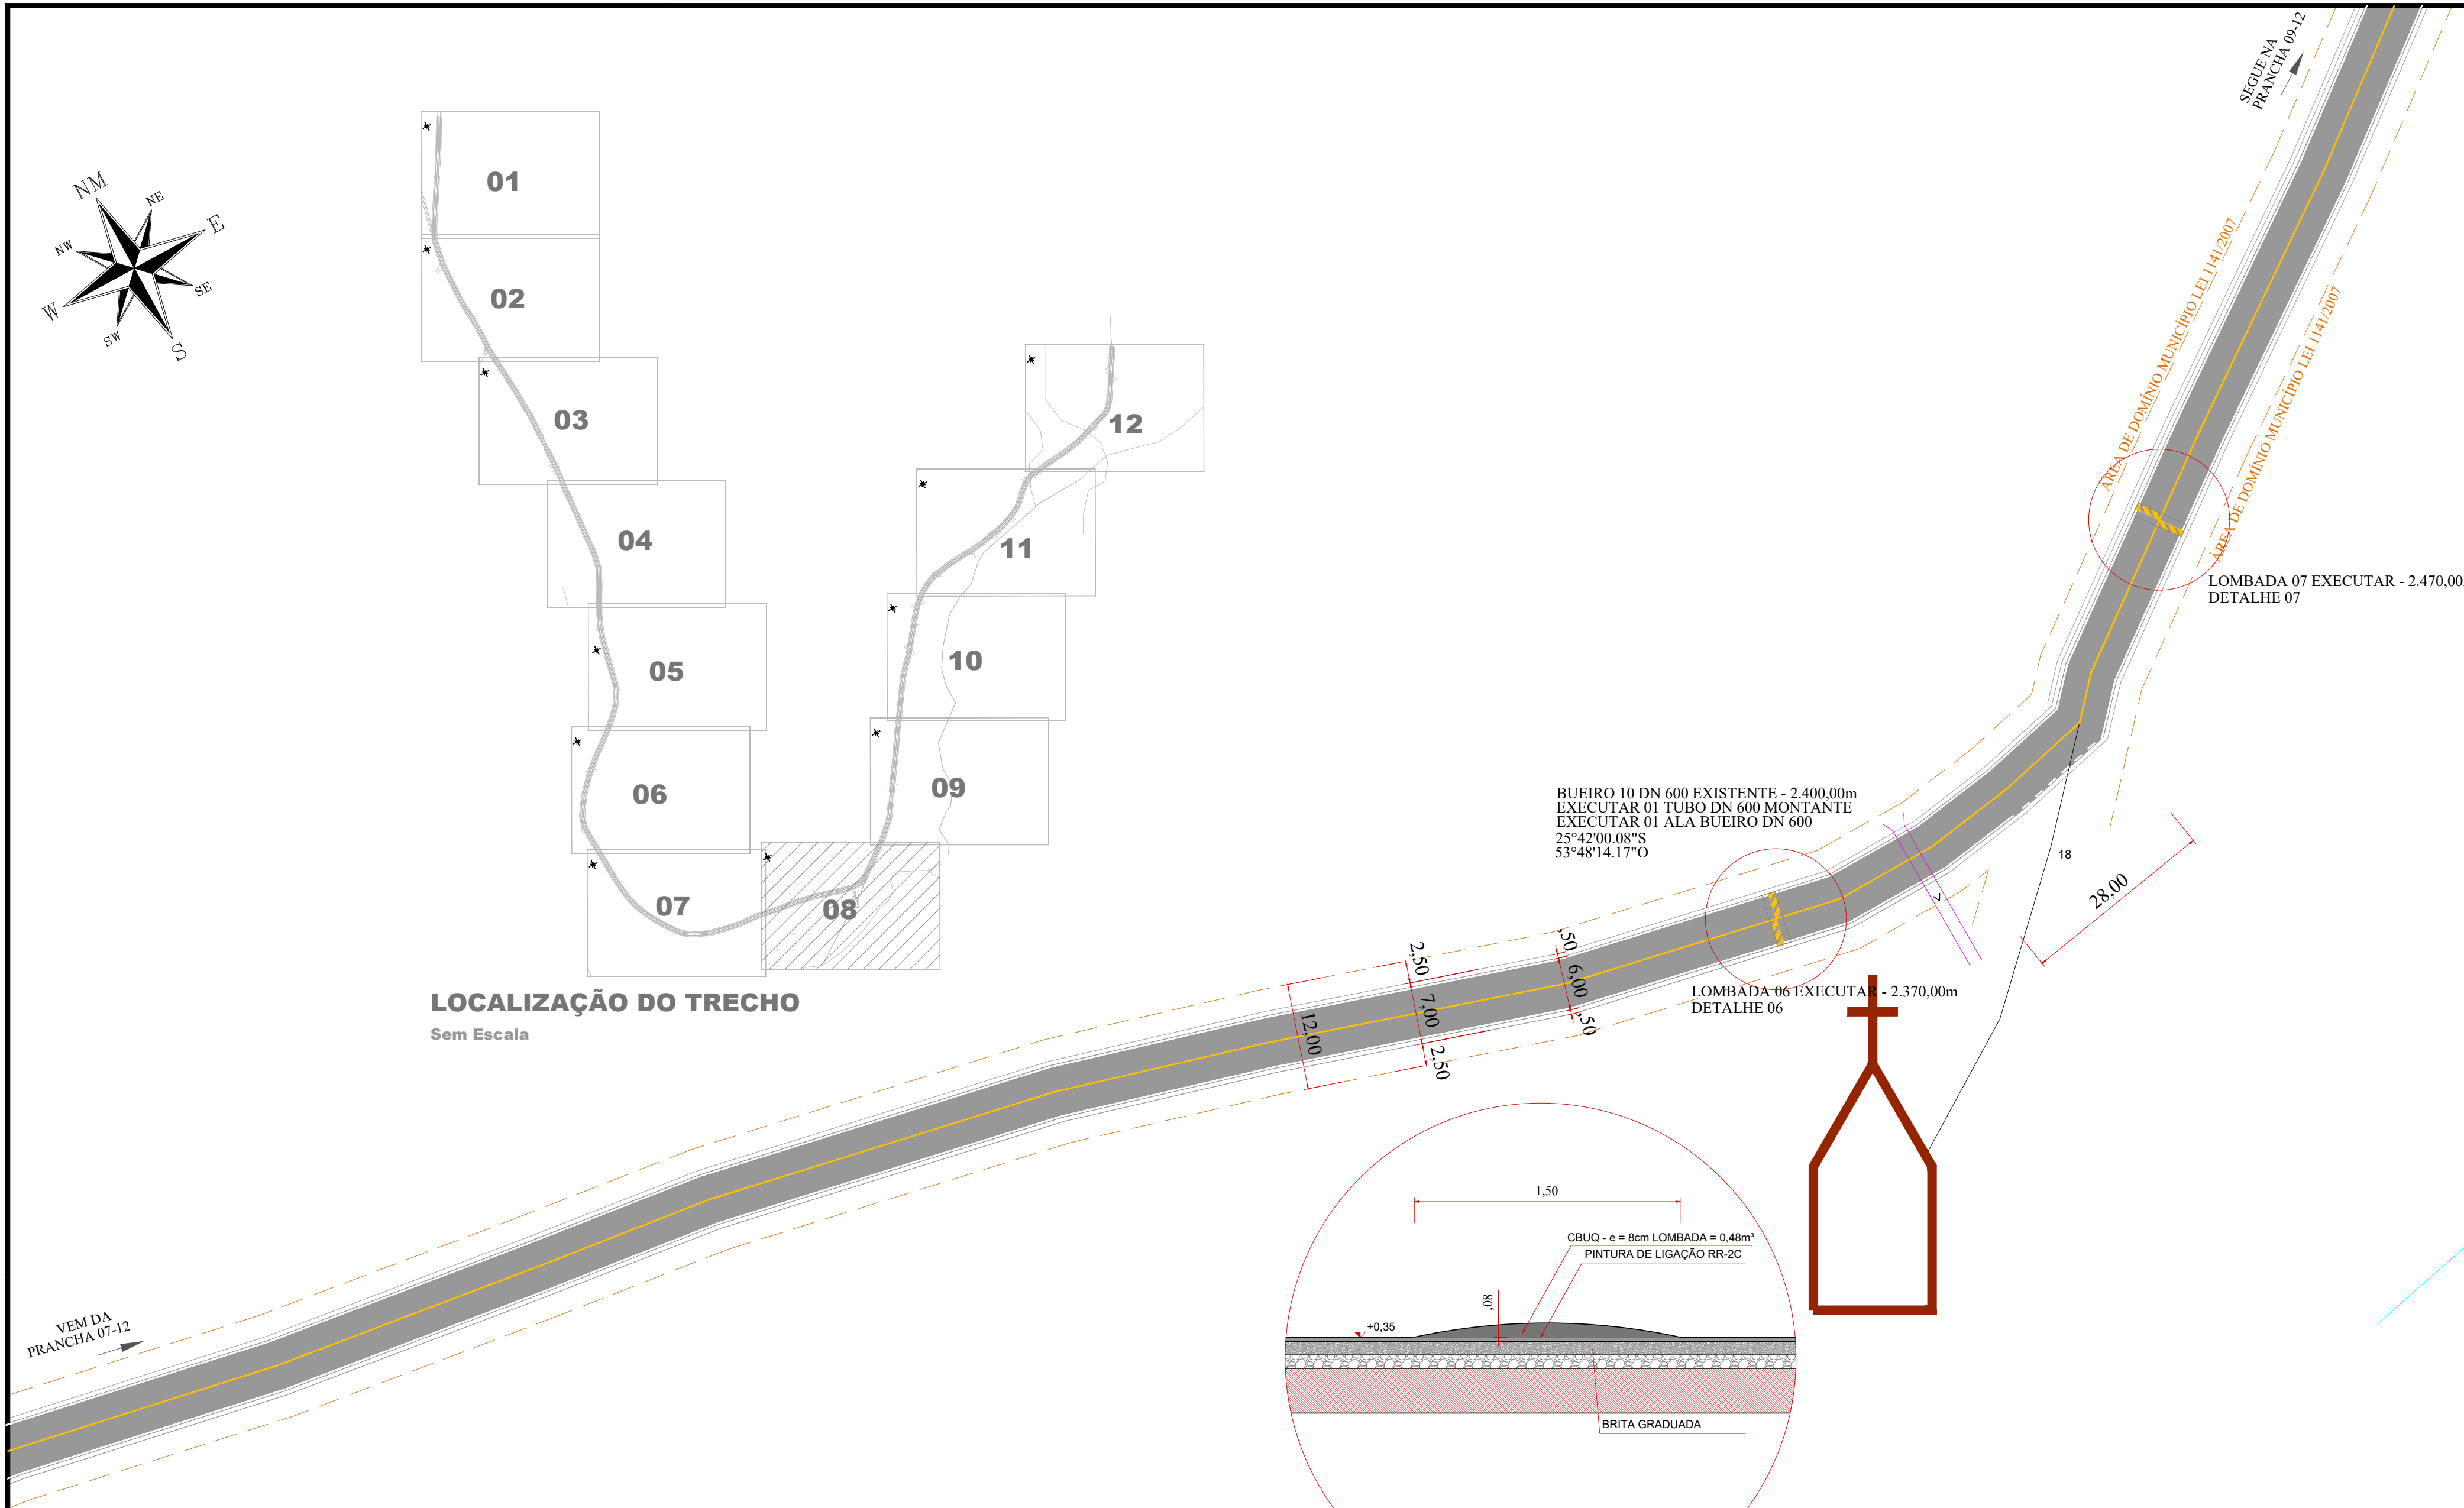 SEGUE NA
PRANCHA 09-12
NM
NE
E
NW
SE
W
SW
S
01
02
03
04
05
06
07
08
09
10
11
12
LOCALIZAÇÃO DO TRECHO
Sem Escala
ÁREA DE DOMÍNIO MUNICÍPIO LEI 1141/2007
ÁREA DE DOMÍNIO MUNICÍPIO LEI 1141/2007
LOMBADA 07 EXECUTAR - 2.470,00
DETALHE 07
BUEIRO 10 DN 600 EXISTENTE - 2.400,00m
EXECUTAR 01 TUBO DN 600 MONTANTE
EXECUTAR 01 ALA BUEIRO DN 600
25°42'00.08"S
53°48'14.17"O
18
28,00
V
LOMBADA 06 EXECUTAR - 2.370,00m
DETALHE 06
2,50
7,00
2,50
12,00
,50
6,00
,50
1,50
CBUQ - e = 8cm LOMBADA = 0,48m³
PINTURA DE LIGAÇÃO RR-2C
,08
+0,35
BRITA GRADUADA
VEM DA
PRANCHA 07-12